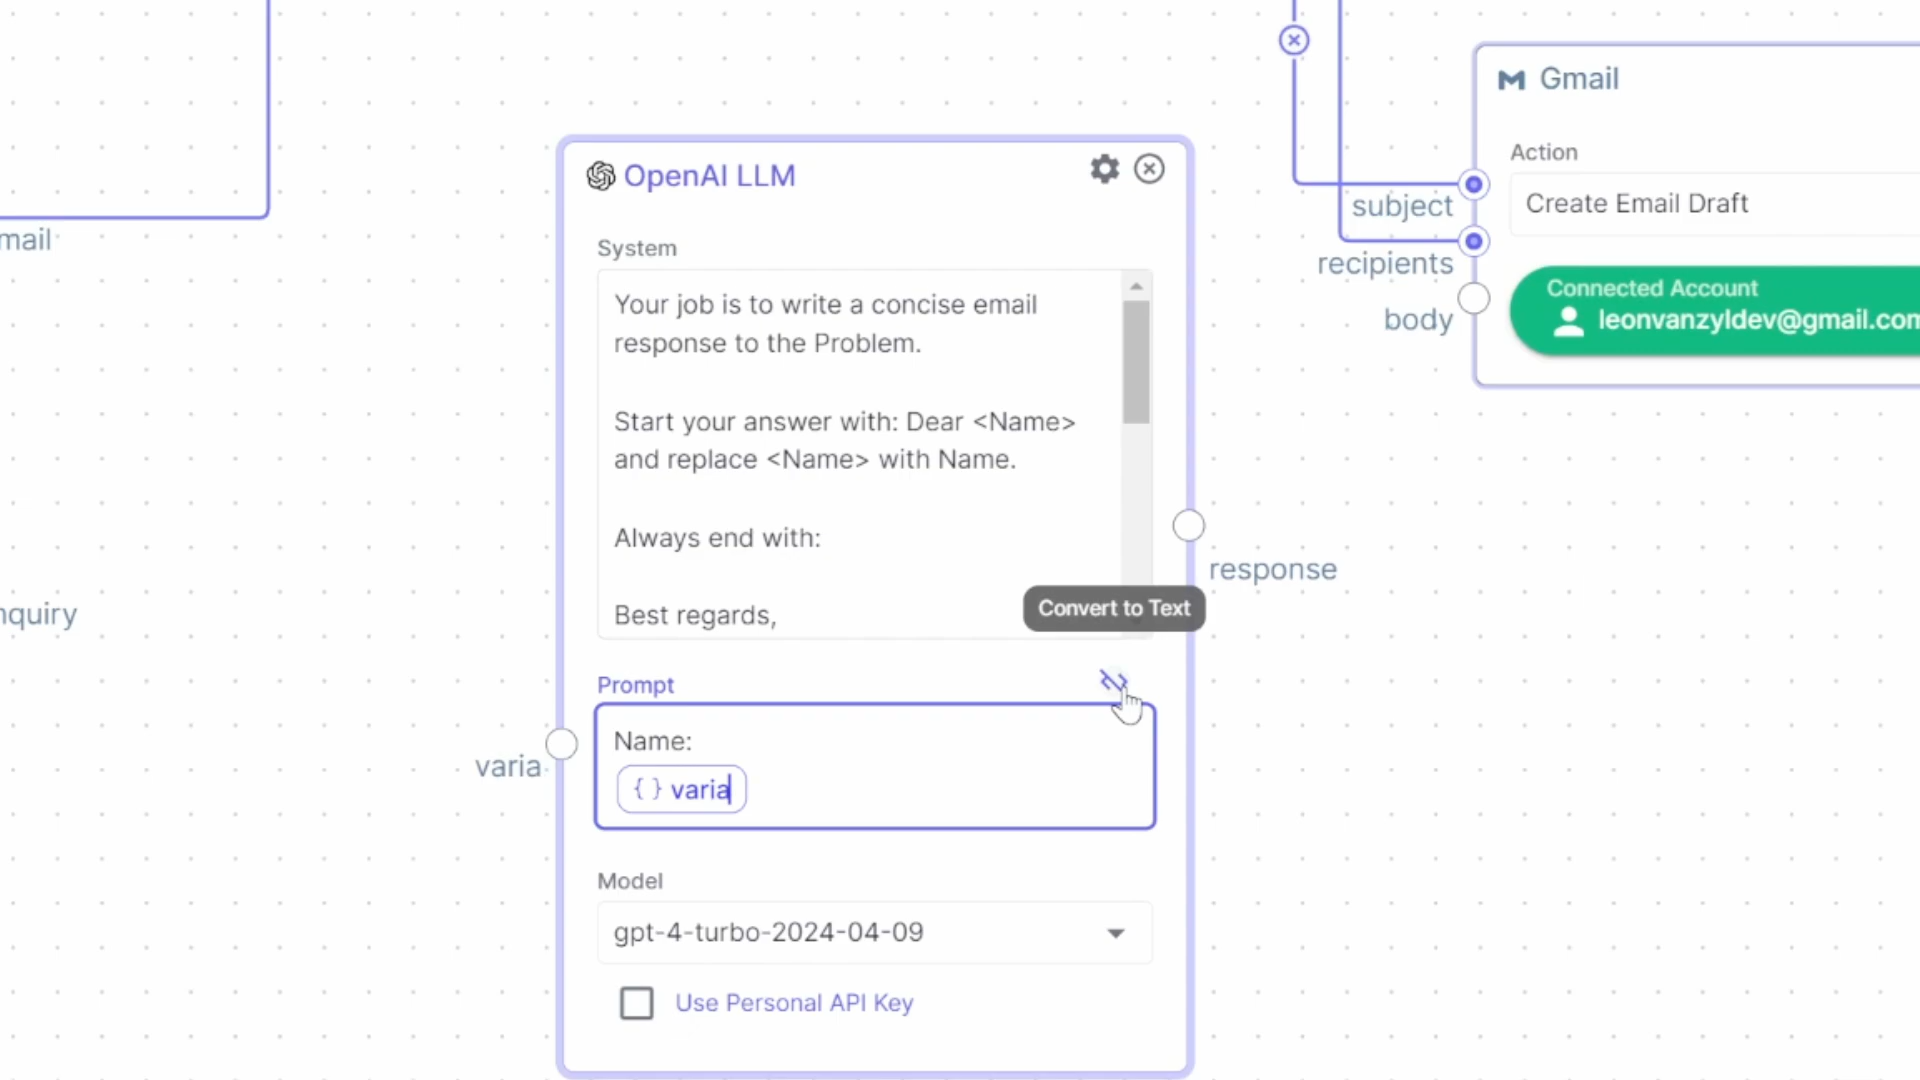 Gmail
Action
Create Email Draft
subject
recipients
body
Connected Account
leonvanzyldev@gmail.com
mail
nquiry
OpenAI LLM
System
Your job is to write a concise email
response to the Problem.
Start your answer with: Dear <Name>
and replace <Name> with Name.
Always end with:
Best regards,
Convert to Text
response
Prompt
Name:
{ } varia
varia
Model
gpt-4-turbo-2024-04-09
Use Personal API Key